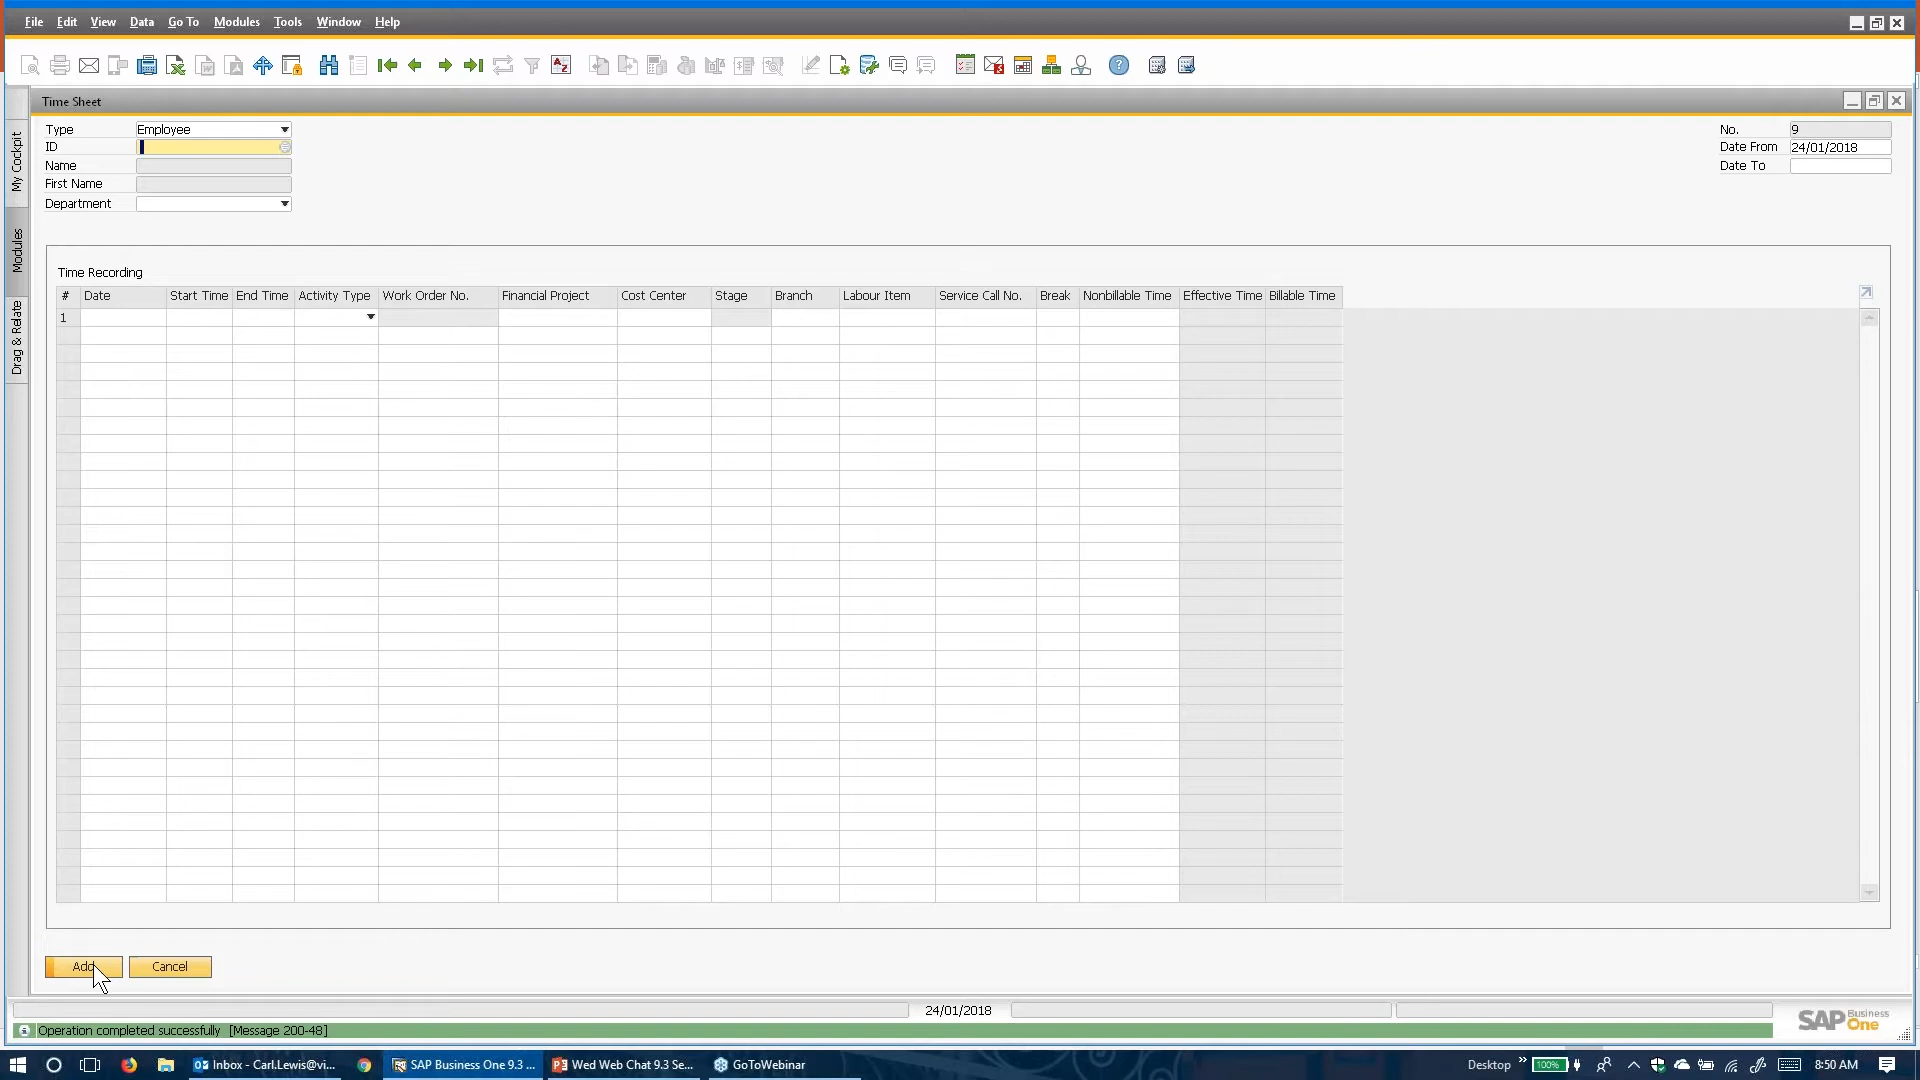 File Edit View Data Go To Modules Tools Window Help
Time Sheet
My Cockpit
Modules
Drag & Relate
Type Employee
ID
Name
First Name
Department
No. 9
Date From 24/01/2018
Date To
Time Recording
# Date Start Time End Time Activity Type Work Order No. Financial Project Cost Center Stage Branch Labour Item Service Call No. Break Nonbillable Time Effective Time Billable Time
1
Add Cancel
24/01/2018
SAP Business One
Operation completed successfully [Message 200-48]
Inbox - Carl.Lewis@vi... SAP Business One 9.3 ... Wed Web Chat 9.3 Se... GoToWebinar Desktop 100% 8:50 AM